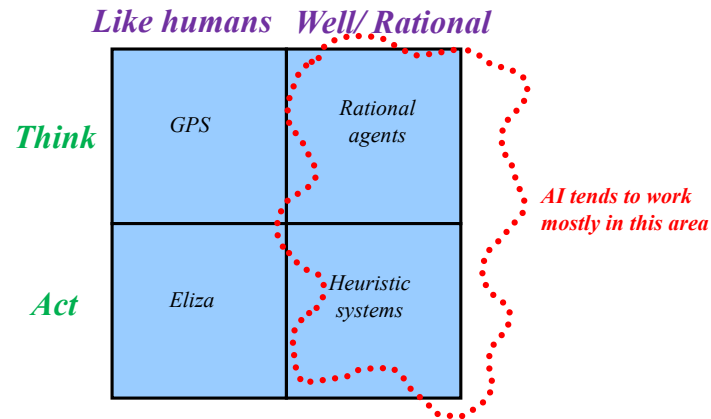 Like humans Well/ Rational
Think
GPS
Rational
agents
AI tends to work
mostly in this area
Act
Eliza
Heuristic
systems